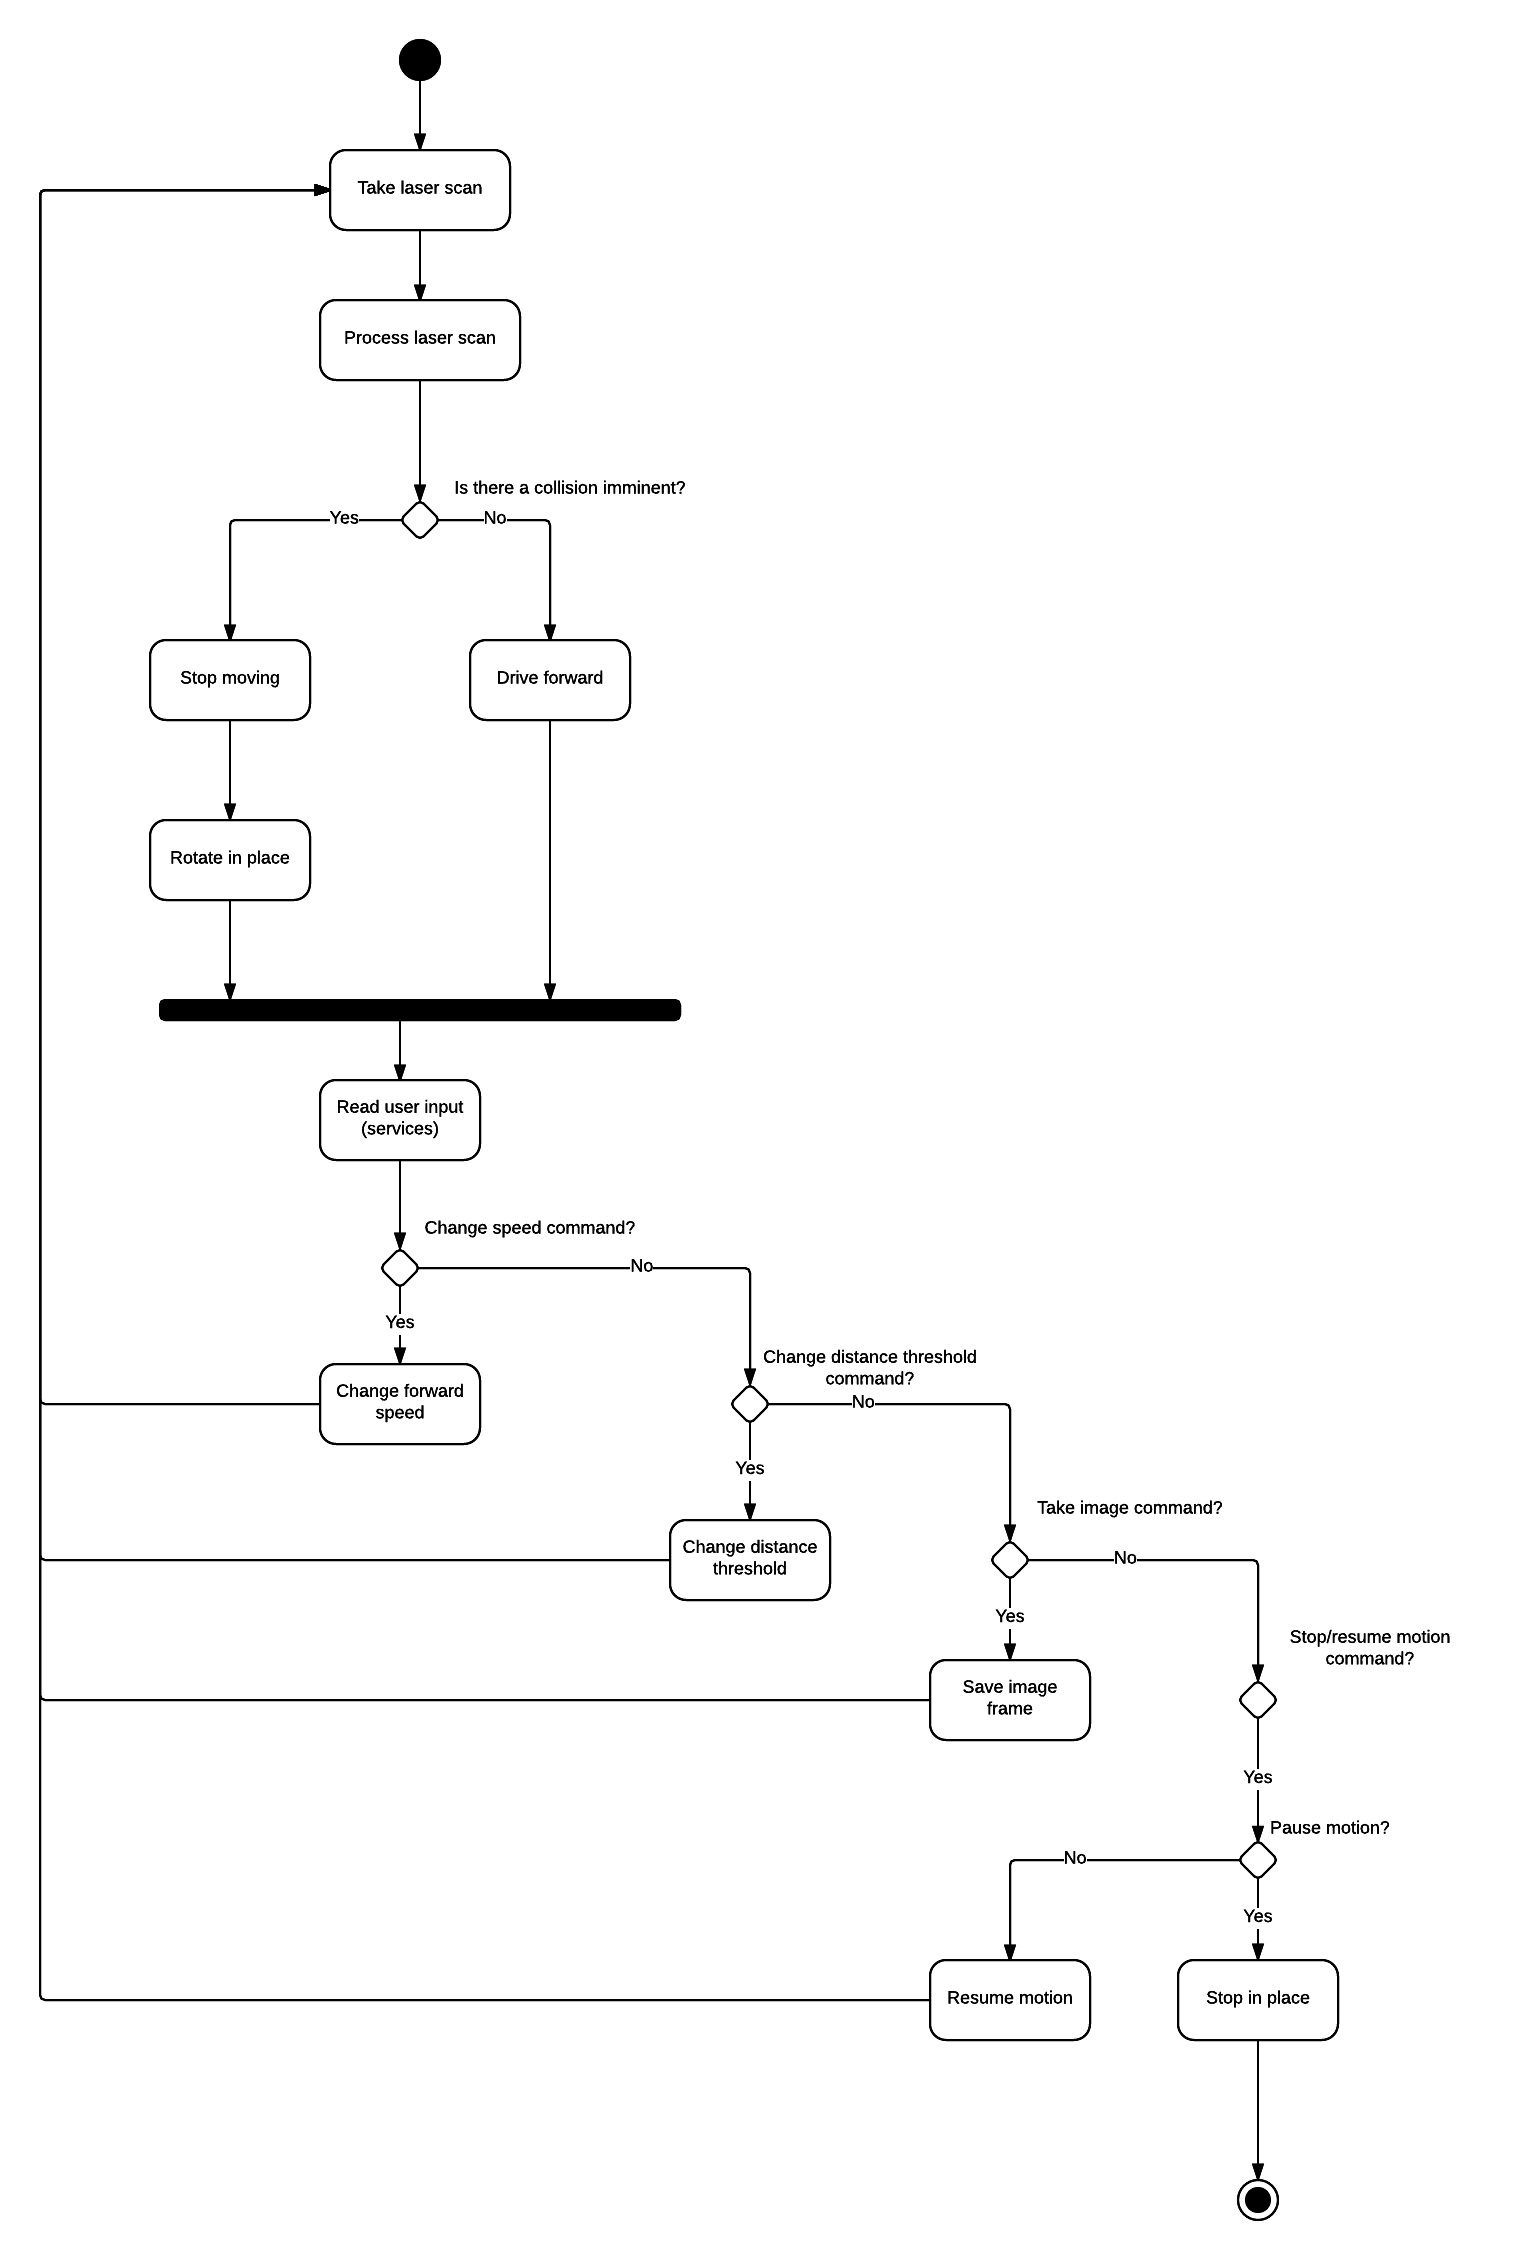 Take laser scan
Process laser scan
Is there a collision imminent?
Yes
No
Stop moving
Drive forward
Rotate in place
Read user input
(services)
Change speed command?
No
Yes
Change forward
speed
Change distance threshold
command?
No
Yes
Change distance
threshold
Take image command?
No
Yes
Save image
frame
Stop/resume motion
command?
Yes
Pause motion?
No
Yes
Resume motion
Stop in place